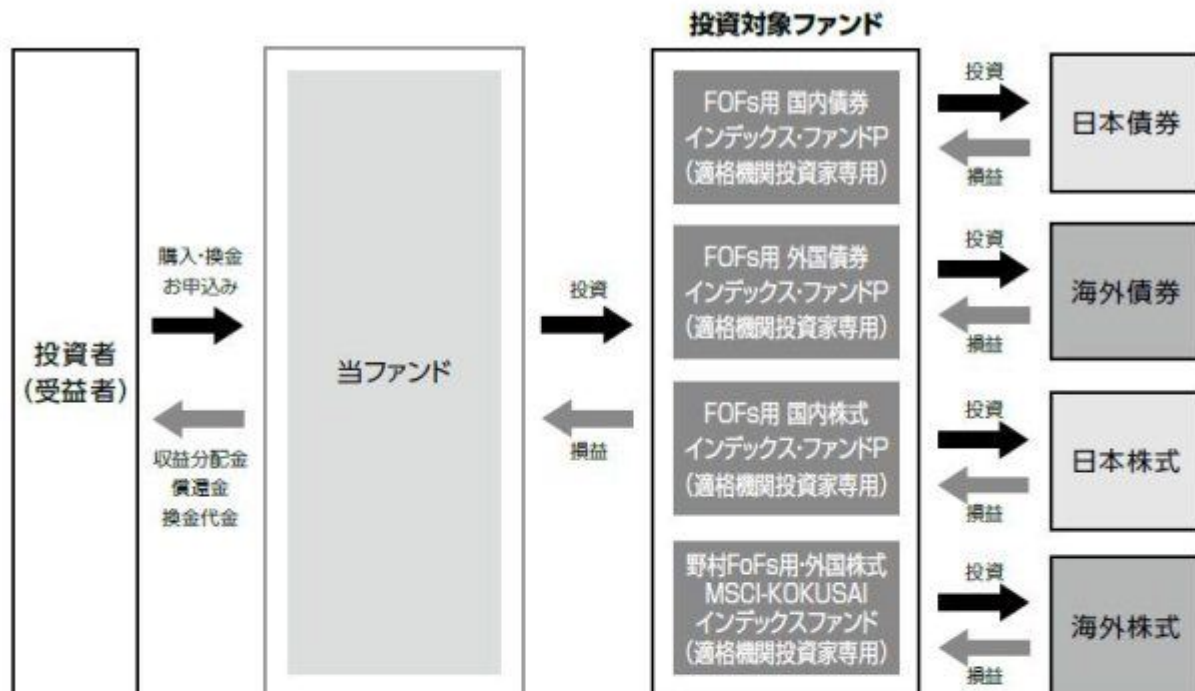 投資対象ファンド
投資者
(受益者)
購入・換金
お申込み
収益分配金
償還金
換金代金
当ファンド
投資
損益
FOFs用 国内債券
インデックス・ファンドP
(適格機関投資家専用)
投資
損益
日本債券
FOFs用 外国債券
インデックス・ファンドP
(適格機関投資家専用)
投資
損益
海外債券
FOFs用 国内株式
インデックス・ファンドP
(適格機関投資家専用)
投資
損益
日本株式
野村FoFs用・外国株式
MSCI-KOKUSAI
インデックスファンド
(適格機関投資家専用)
投資
損益
海外株式